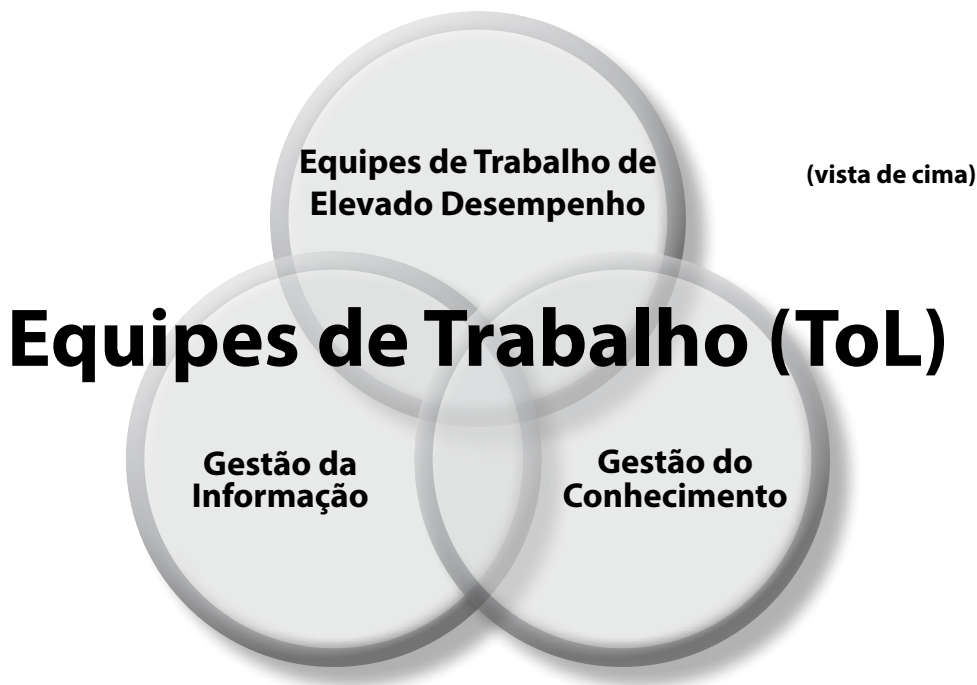 Equipes de Trabalho de
Elevado Desempenho
(vista de cima)
Equipes de Trabalho (ToL)
Gestão da
Informação
Gestão do
Conhecimento